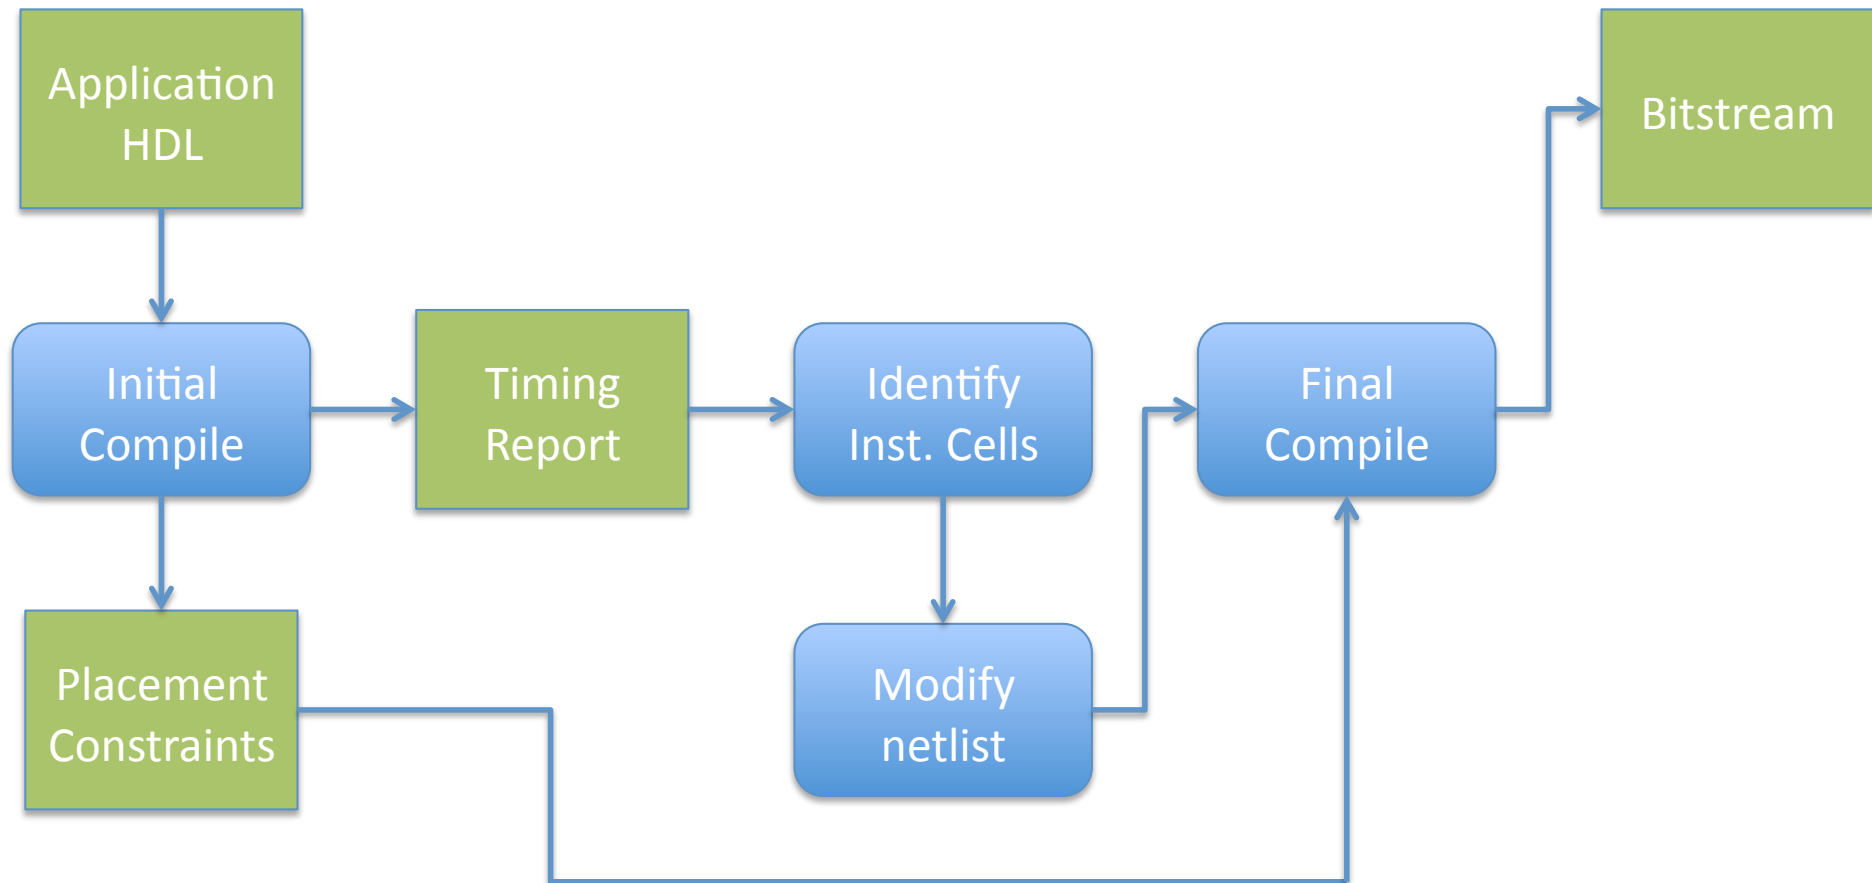 Application
HDL
Bitstream
Initial
Compile
Timing
Report
Identify
Inst. Cells
Final
Compile
Placement
Constraints
Modify
netlist